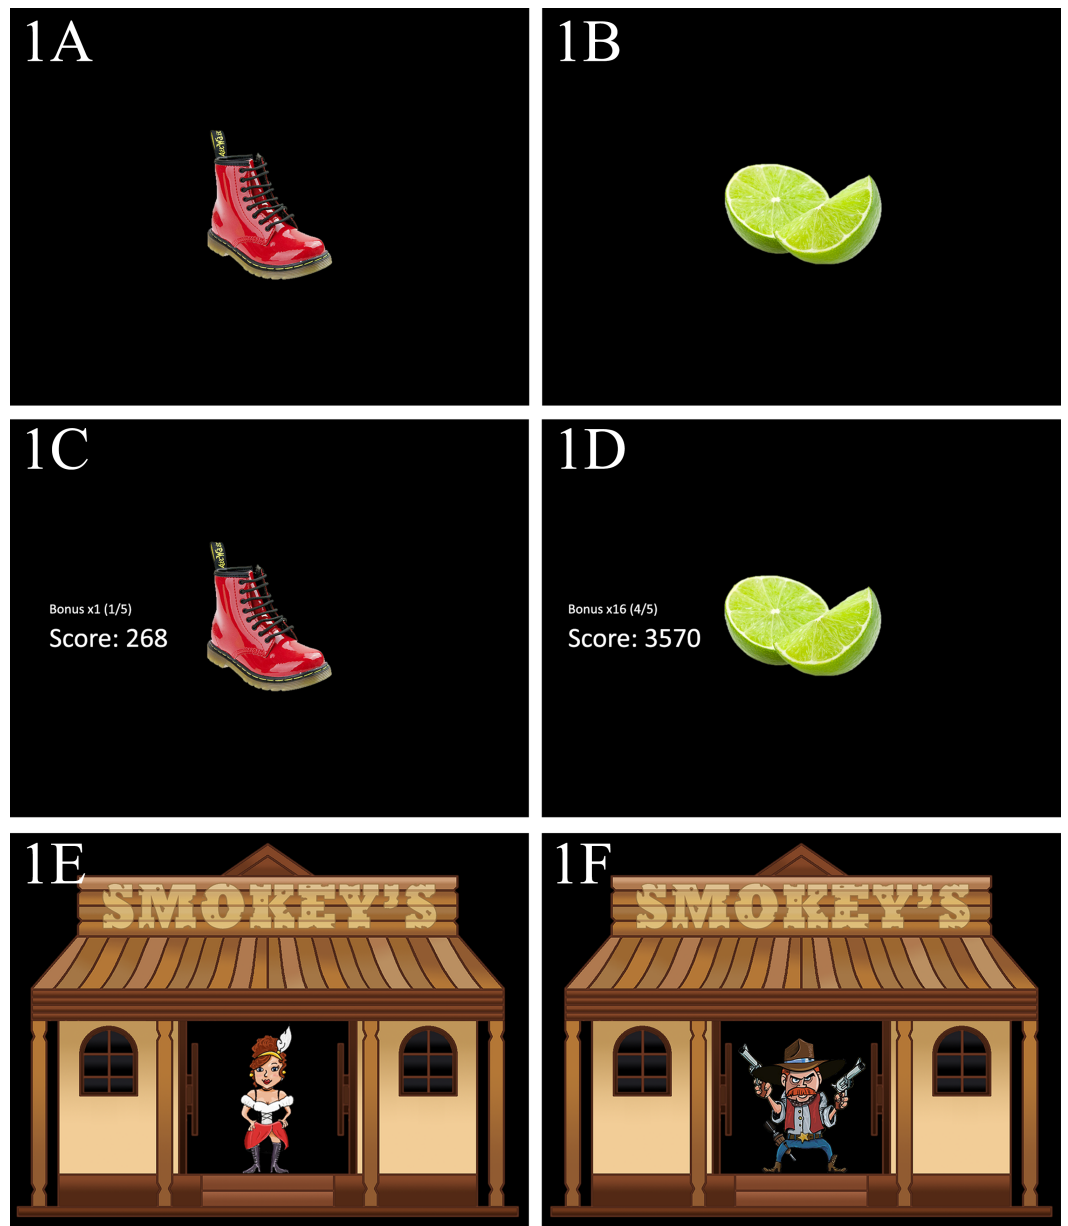 1A
1B
1C
Bonus x1 (1/5)
Score: 268
1D
Bonus x16 (4/5)
Score: 3570
1E
SMOKEY'S
1F
SMOKEY'S